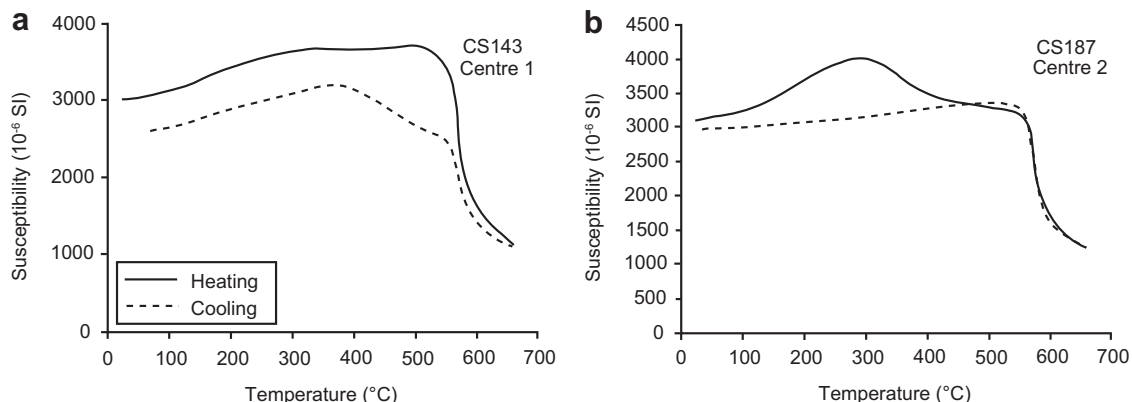 a
CS143
Centre 1
Susceptibility (10⁻⁶ SI)
4000
3000
2000
1000
0
Heating
Cooling
0 100 200 300 400 500 600 700
Temperature (°C)
b
CS187
Centre 2
Susceptibility (10⁻⁶ SI)
4500
4000
3500
3000
2500
2000
1500
1000
500
0
0 100 200 300 400 500 600 700
Temperature (°C)